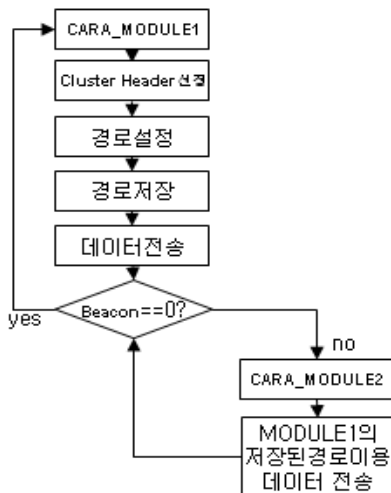 CARA_MODULE1
Cluster Header 선정
경로설정
경로저장
데이터전송
Beacon==0?
yes
no
CARA_MODULE2
MODULE1의
저장된경로이용
데이터 전송